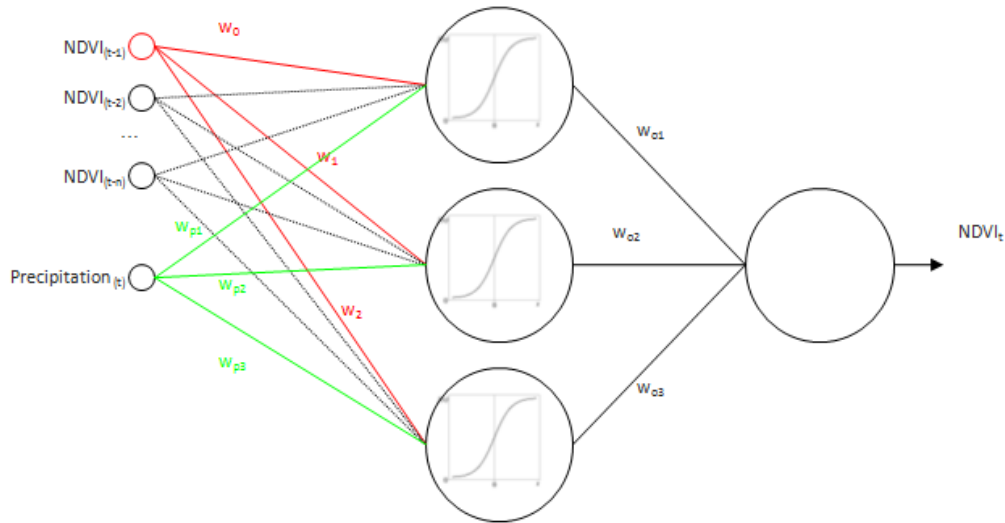 NDVI(t-1)
NDVI(t-2)
...
NDVI(t-n)
Precipitation (t)
w0
w1
wp1
wp2
w2
wp3
wo1
wo2
wo3
NDVIt